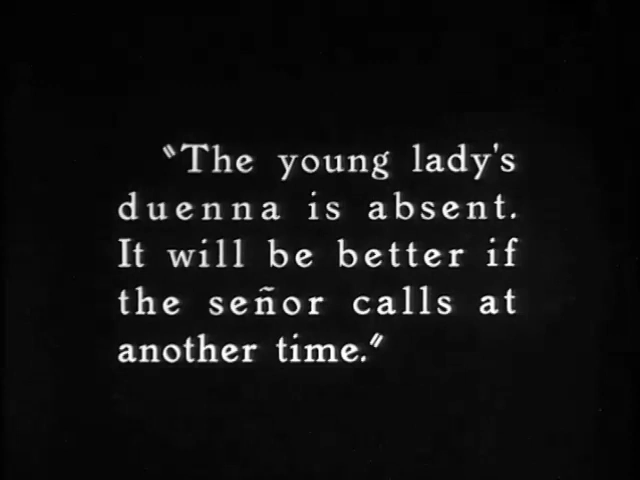 "The young lady's
duenna is absent.
It will be better if
the señor calls at
another time."